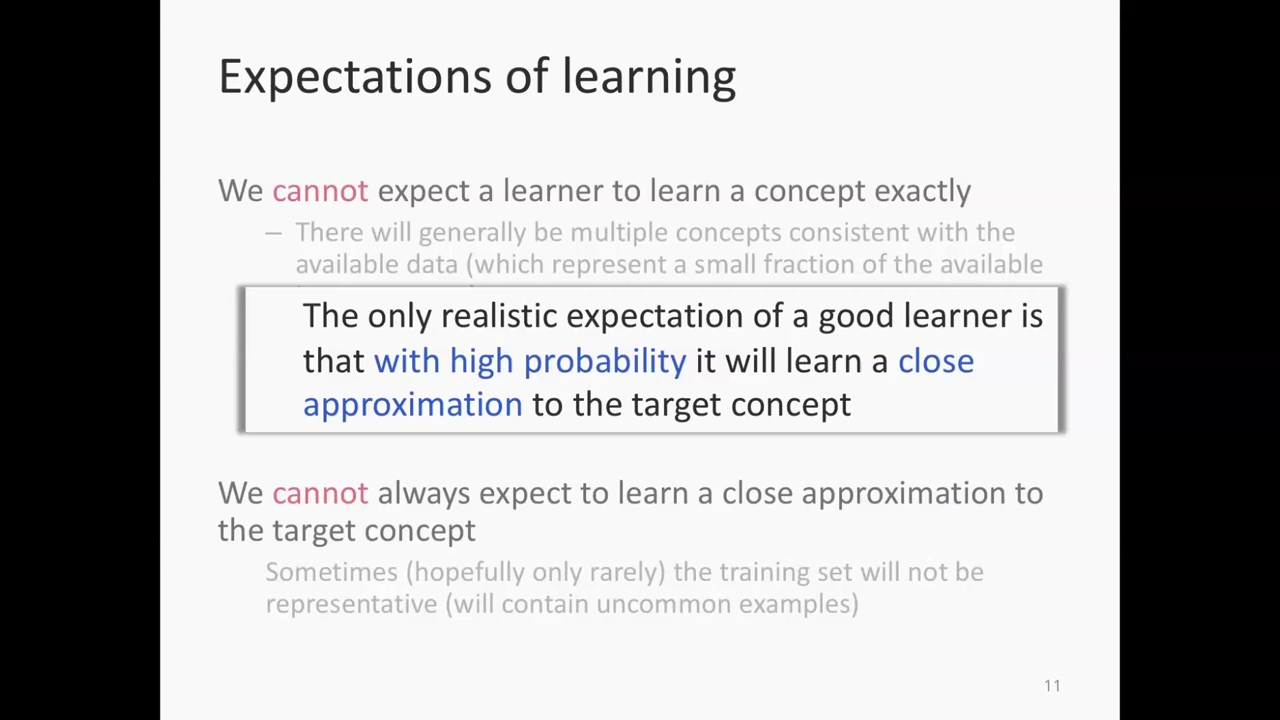 Expectations of learning
We cannot expect a learner to learn a concept exactly
– There will generally be multiple concepts consistent with the
available data (which represent a small fraction of the available
The only realistic expectation of a good learner is
that with high probability it will learn a close
approximation to the target concept
We cannot always expect to learn a close approximation to
the target concept
Sometimes (hopefully only rarely) the training set will not be
representative (will contain uncommon examples)
11